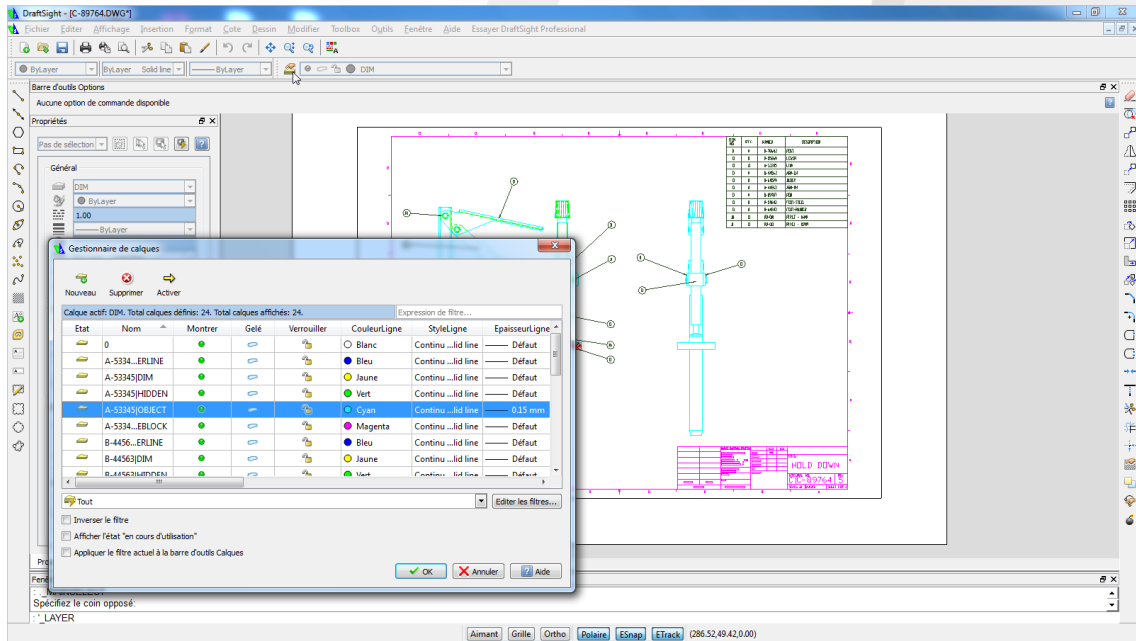 DraftSight - [C-89764.DWG*]
Fichier Editer Affichage Insertion Format Cote Dessin Modifier Toolbox Outils Fenêtre Aide Essayer DraftSight Professional
ByLayer ByLayer Solid line ByLayer DIM
Barre d'outils Options
Aucune option de commande disponible
Propriétés
Pas de sélection
Général
DIM
ByLayer
1.00
ByLayer
Gestionnaire de calques
Nouveau Supprimer Activer
Calque actif: DIM. Total calques définis: 24. Total calques affichés: 24. Expression de filtre...
Etat Nom Montrer Gelé Verrouiller CouleurLigne StyleLigne EpaisseurLigne
0 Blanc Continu ...lid line Défaut
A-5334...ERLINE Bleu Continu ...lid line Défaut
A-53345|DIM Jaune Continu ...lid line Défaut
A-53345|HIDDEN Vert Continu ...lid line Défaut
A-53345|OBJECT Cyan Continu ...lid line 0.15 mm
A-5334...EBLOCK Magenta Continu ...lid line Défaut
B-4456...ERLINE Bleu Continu ...lid line Défaut
B-44563|DIM Jaune Continu ...lid line Défaut
B-44563|HIDDEN Vert Continu ...lid line Défaut
Tout Editer les filtres...
Inverser le filtre
Afficher l'état "en cours d'utilisation"
Appliquer le filtre actuel à la barre d'outils Calques
OK Annuler Aide
HOLD DOWN
C C-89764 5
Spécifiez le coin opposé:
: '_LAYER
Aimant Grille Ortho Polaire ESnap ETrack (286.52,49.42,0.00)